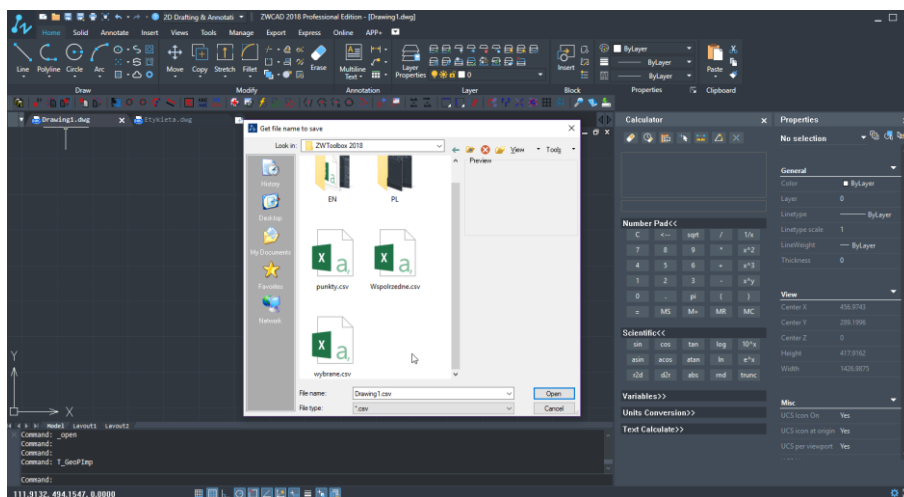 2D Drafting & Annotati
ZWCAD 2018 Professional Edition - [Drawing1.dwg]
Home Solid Annotate Insert Views Tools Manage Export Express Online APP+
Line Polyline Circle Arc Move Copy Stretch Fillet Erase Multiline Text Layer Properties 0 Insert ByLayer ByLayer ByLayer Paste
Draw Modify Annotation Layer Block Properties Clipboard
Drawing1.dwg x Etykieta.dwg
Get file name to save
Look in: ZWToolbox 2018 View Tools
History
Desktop
My Documents
Favorites
Network
EN PL
punkty.csv Wspolrzedne.csv
wybrane.csv
Preview
File name: Drawing1.csv Open
File type: *.csv Cancel
Calculator x
Number Pad<<
C <-- sqrt / 1/x
7 8 9 * x^2
4 5 6 + x^3
1 2 3 - x^y
0 . pi ( )
= MS M+ MR MC
Scientific<<
sin cos tan log 10^x
asin acos atan ln e^x
r2d d2r abs rnd trunc
Variables>>
Units Conversion>>
Text Calculate>>
Properties
No selection
General
Color ByLayer
Layer 0
Linetype ByLayer
Linetype scale 1
LineWeight ByLayer
Thickness 0
View
Center X 456.9743
Center Y 289.1996
Center Z 0
Height 417.8162
Width 1426.9875
Misc
UCS icon On Yes
UCS icon at origin Yes
UCS per viewport Yes
Y
X
Model Layout1 Layout2
Command: _open
Command:
Command:
Command: T_GeoPImp
Command:
111.9132, 494.1547, 0.0000